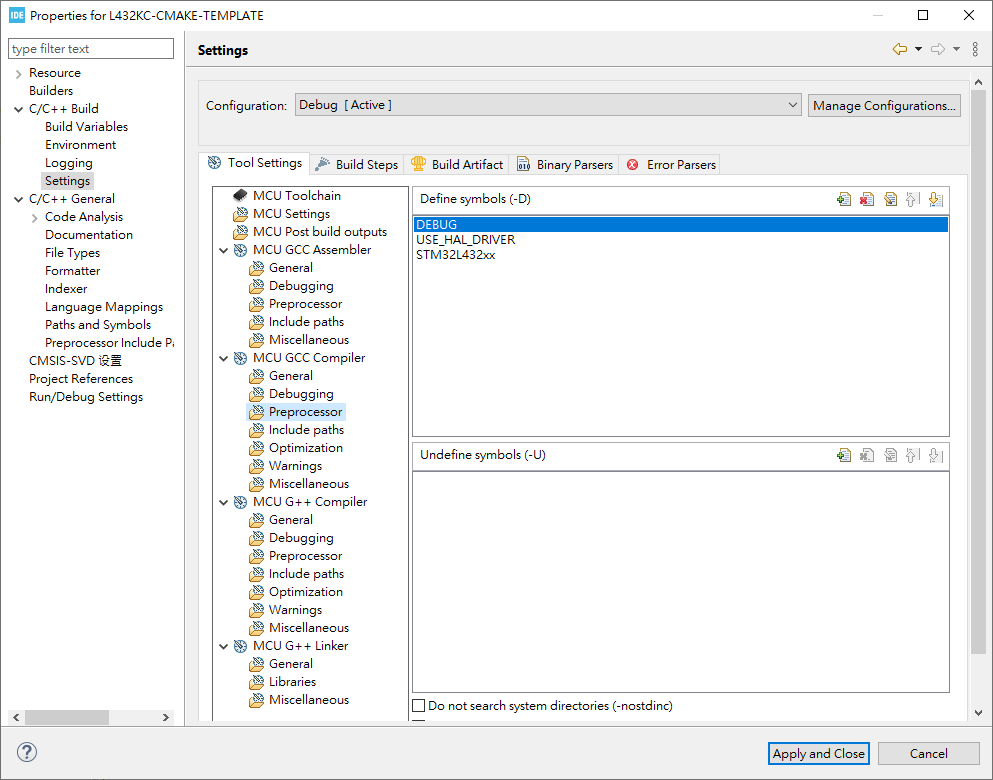 IDE Properties for L432KC-CMAKE-TEMPLATE
type filter text
Resource
Builders
C/C++ Build
Build Variables
Environment
Logging
Settings
C/C++ General
Code Analysis
Documentation
File Types
Formatter
Indexer
Language Mappings
Paths and Symbols
Preprocessor Include Pa
CMSIS-SVD 设置
Project References
Run/Debug Settings
Settings
Configuration: Debug [ Active ] Manage Configurations...
Tool Settings Build Steps Build Artifact Binary Parsers Error Parsers
MCU Toolchain
MCU Settings
MCU Post build outputs
MCU GCC Assembler
General
Debugging
Preprocessor
Include paths
Miscellaneous
MCU GCC Compiler
General
Debugging
Preprocessor
Include paths
Optimization
Warnings
Miscellaneous
MCU G++ Compiler
General
Debugging
Preprocessor
Include paths
Optimization
Warnings
Miscellaneous
MCU G++ Linker
General
Libraries
Miscellaneous
Define symbols (-D)
DEBUG
USE_HAL_DRIVER
STM32L432xx
Undefine symbols (-U)
Do not search system directories (-nostdinc)
? Apply and Close Cancel